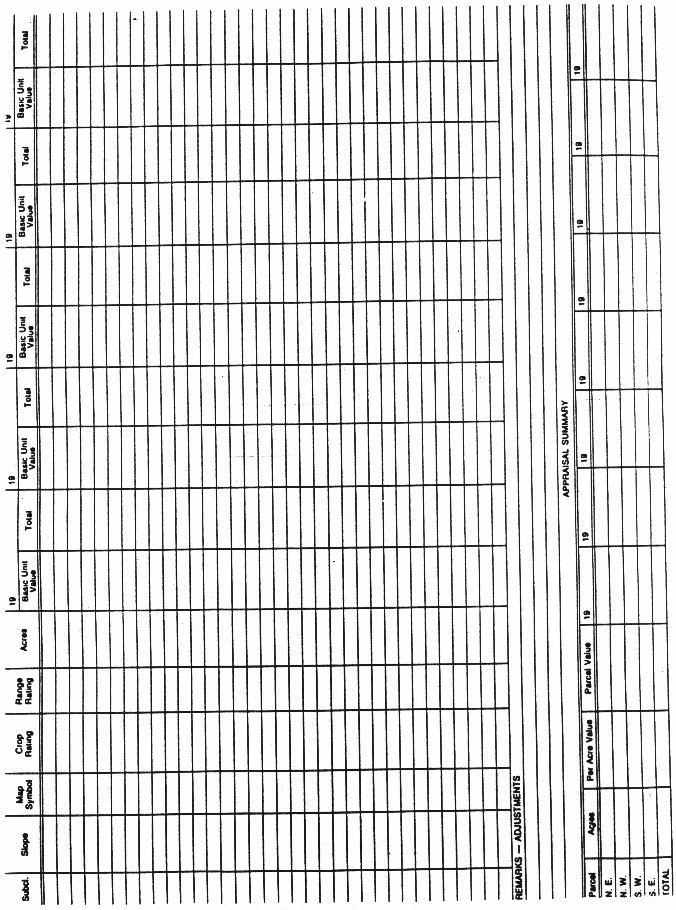 19 19 19 19 19
Subcl. Slope Map Symbol Crop Rating Range Rating Acres Basic Unit Value Total Basic Unit Value Total Basic Unit Value Total Basic Unit Value Total Basic Unit Value Total
REMARKS — ADJUSTMENTS
APPRAISAL SUMMARY
Parcel Acres Per Acre Value Parcel Value 19 19 19 19 19 19 19 19
N. E.
N. W.
S. W.
S. E.
TOTAL